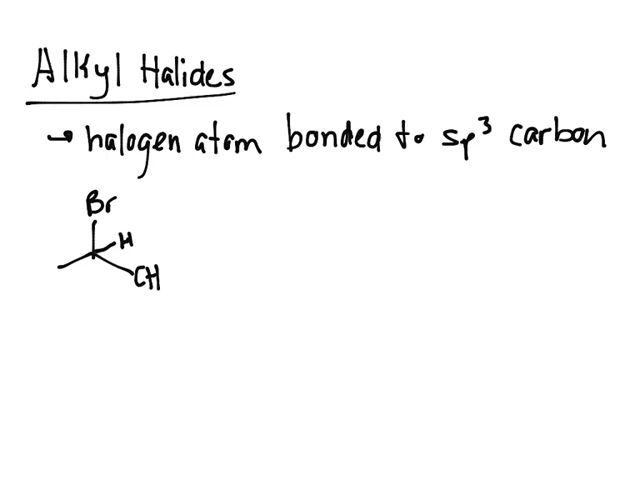 Alkyl Halides
→ halogen atom bonded to sp³ carbon
Br
H
CH